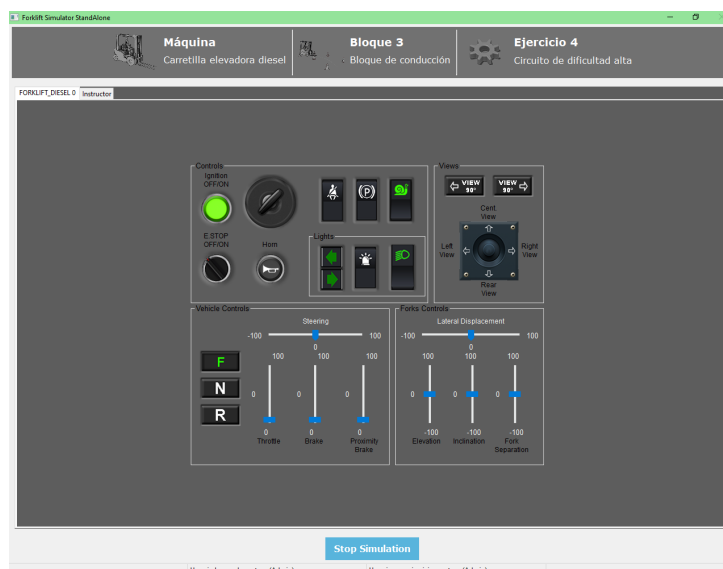 Forklift Simulator StandAlone
Máquina
Carretilla elevadora diesel
Bloque 3
Bloque de conducción
Ejercicio 4
Circuito de dificultad alta
FORKLIFT_DIESEL 0 Instructor
Controls
Ignition
OFF/ON
E.STOP
OFF/ON
Horn
(P)
Lights
Views
VIEW
90°
VIEW
90°
Cent.
View
Left
View
Right
View
Rear
View
Vehicle Controls
Steering
-100 100
0
F
N
R
100 100 100
0 0 0
0 0 0
Throttle Brake Proximity
Brake
Forks Controls
Lateral Displacement
-100 100
0
100 100 100
0 0 0
-100 -100 -100
Elevation Inclination Fork
Separation
Stop Simulation